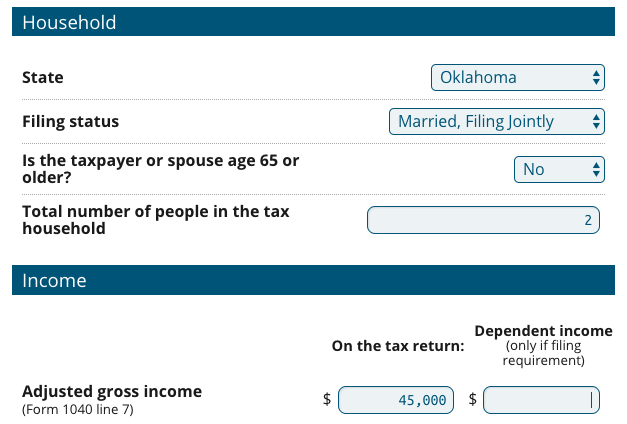 Household
State
Oklahoma
Filing status
Married, Filing Jointly
Is the taxpayer or spouse age 65 or
older?
No
Total number of people in the tax
household
2
Income
On the tax return:
Dependent income
(only if filing
requirement)
Adjusted gross income
(Form 1040 line 7)
$ 45,000 $